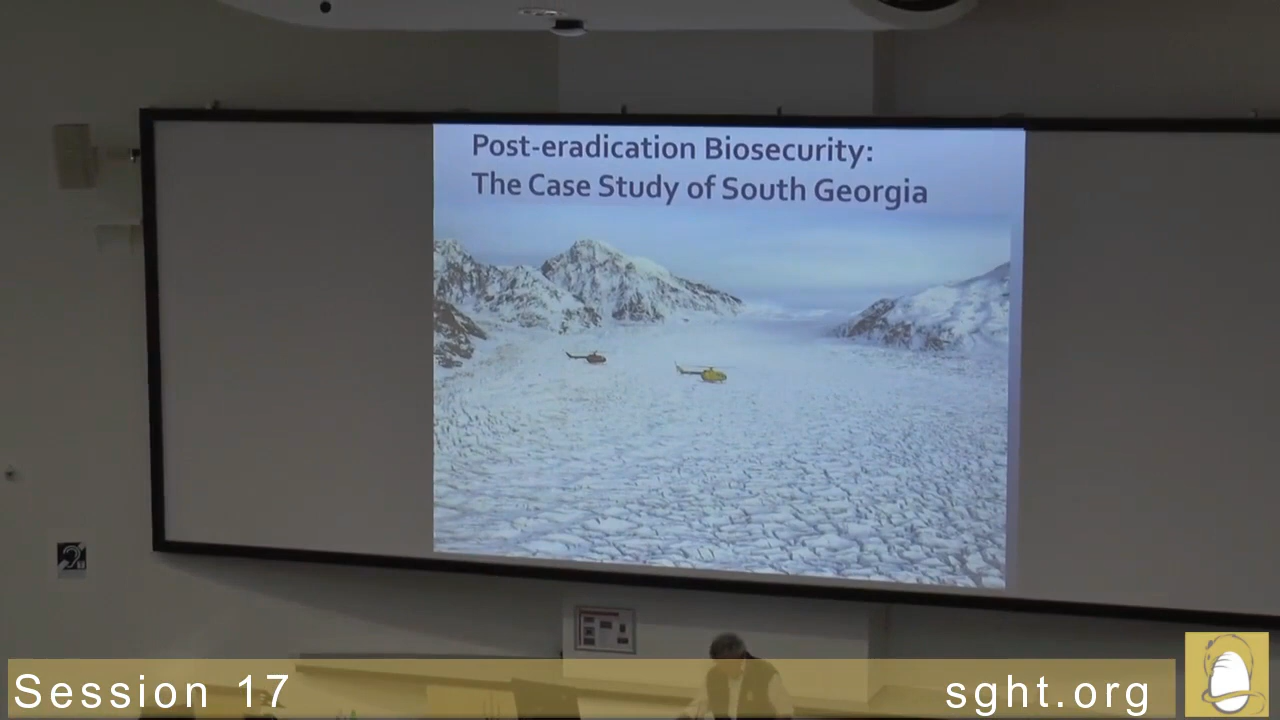 Post-eradication Biosecurity:
The Case Study of South Georgia
Session 17
sght.org